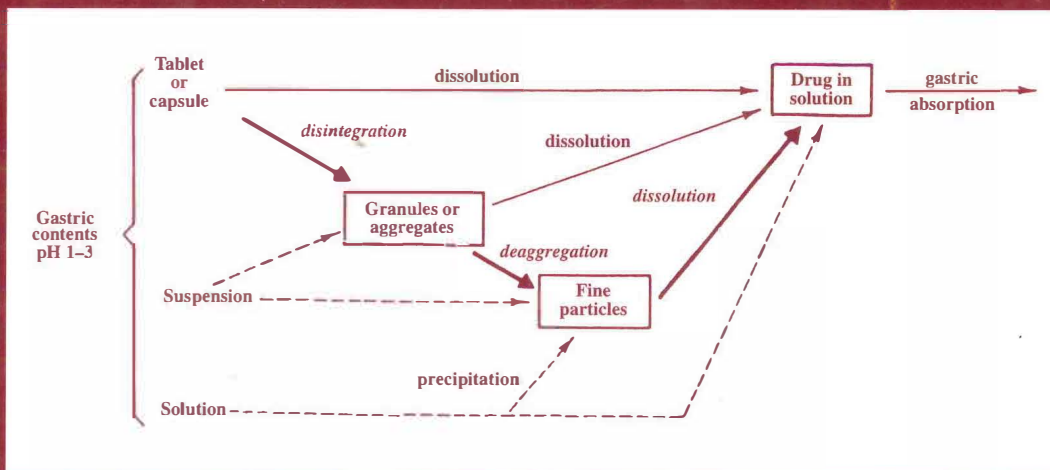 Tablet
or
capsule
dissolution
Drug in
solution
gastric
absorption
disintegration
dissolution
Granules or
aggregates
dissolution
Gastric
contents
pH 1–3
deaggregation
Suspension
Fine
particles
precipitation
Solution